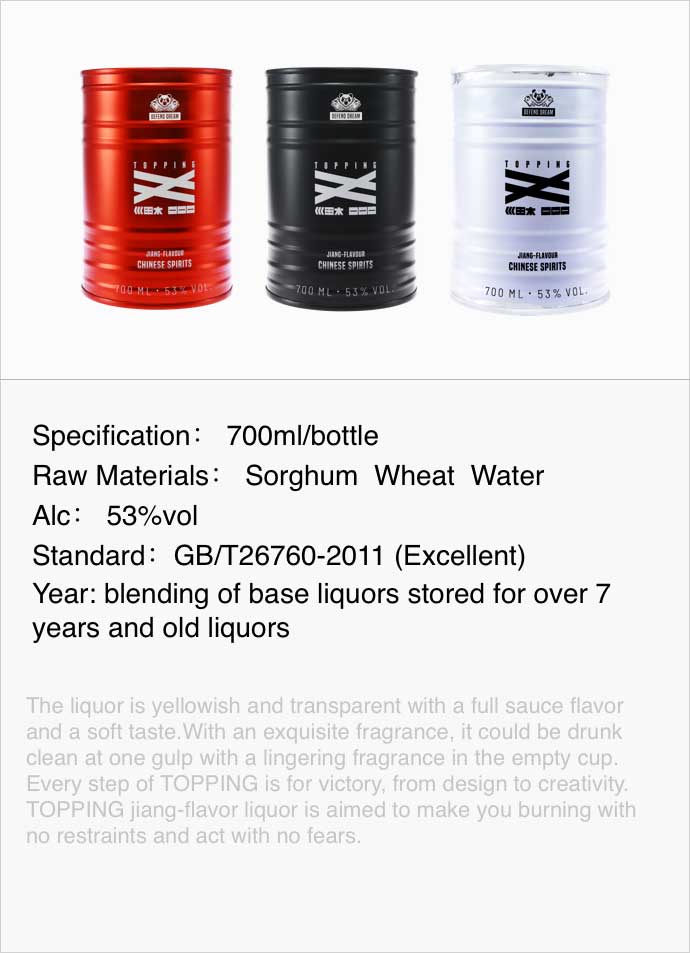 DEFEND DREAM
TOPPING
JIANG-FLAVOUR
CHINESE SPIRITS
700 ML · 53% VOL.
DEFEND DREAM
TOPPING
JIANG-FLAVOUR
CHINESE SPIRITS
700 ML · 53% VOL.
DEFEND DREAM
TOPPING
JIANG-FLAVOUR
CHINESE SPIRITS
700 ML · 53% VOL.
Specification： 700ml/bottle
Raw Materials： Sorghum Wheat Water
Alc： 53%vol
Standard：GB/T26760-2011 (Excellent)
Year: blending of base liquors stored for over 7
years and old liquors
The liquor is yellowish and transparent with a full sauce flavor
and a soft taste.With an exquisite fragrance, it could be drunk
clean at one gulp with a lingering fragrance in the empty cup.
Every step of TOPPING is for victory, from design to creativity.
TOPPING jiang-flavor liquor is aimed to make you burning with
no restraints and act with no fears.